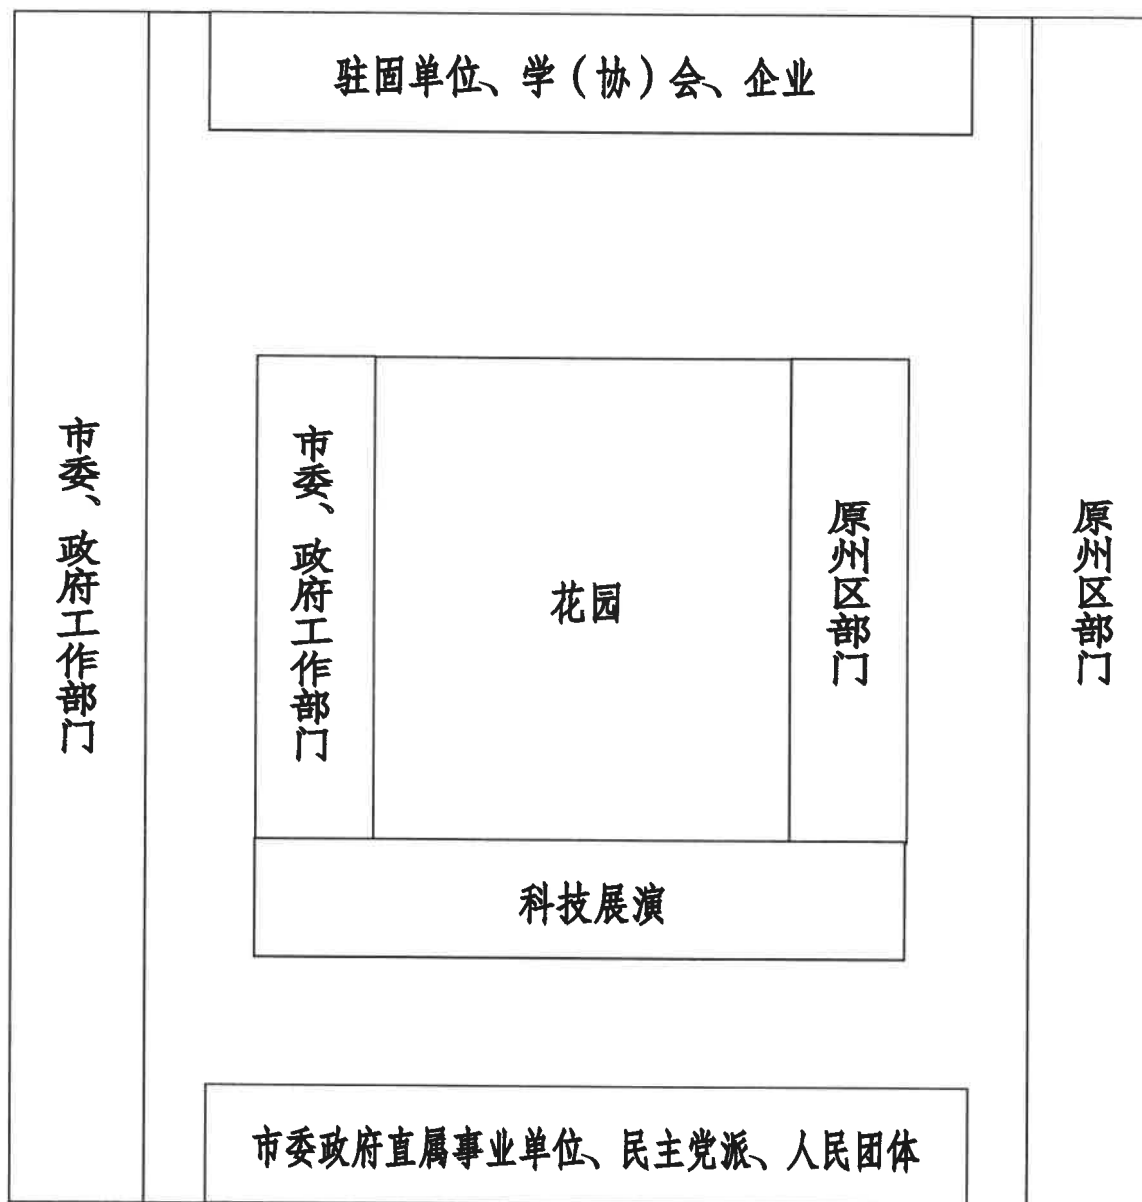 驻固单位、学（协）会、企业
市委、政府工作部门
市委、政府工作部门
花园
原州区部门
原州区部门
科技展演
市委政府直属事业单位、民主党派、人民团体